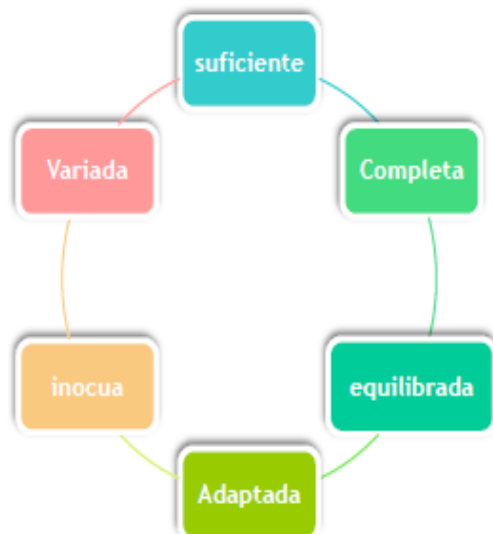 suficiente
Variada
Completa
inocua
equilibrada
Adaptada